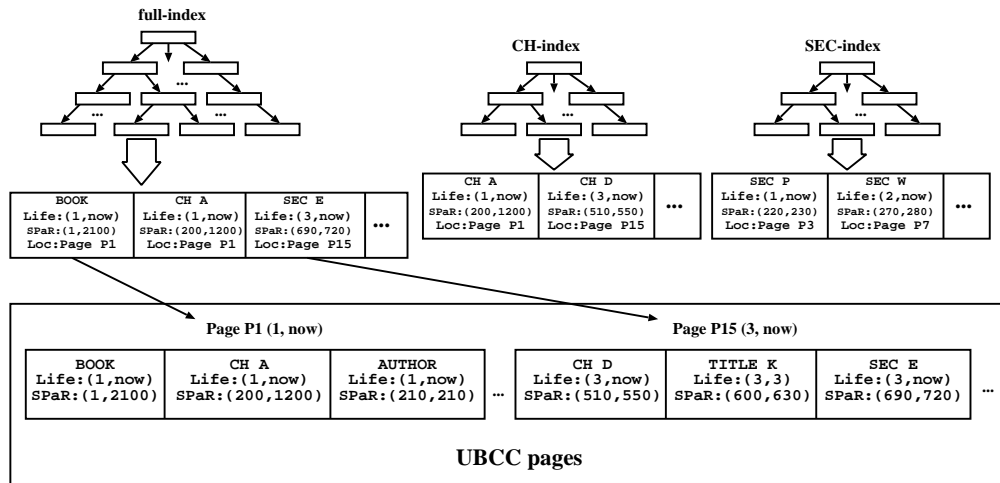 full-index
CH-index
SEC-index
...
...
...
...
...
...
...
...
BOOK
Life:(1,now)
SPaR:(1,2100)
Loc:Page P1
CH A
Life:(1,now)
SPaR:(200,1200)
Loc:Page P1
SEC E
Life:(3,now)
SPaR:(690,720)
Loc:Page P15
...
CH A
Life:(1,now)
SPaR:(200,1200)
Loc:Page P1
CH D
Life:(3,now)
SPaR:(510,550)
Loc:Page P15
...
SEC P
Life:(1,now)
SPaR:(220,230)
Loc:Page P3
SEC W
Life:(2,now)
SPaR:(270,280)
Loc:Page P7
...
Page P1 (1, now)
Page P15 (3, now)
BOOK
Life:(1,now)
SPaR:(1,2100)
CH A
Life:(1,now)
SPaR:(200,1200)
AUTHOR
Life:(1,now)
SPaR:(210,210)
...
CH D
Life:(3,now)
SPaR:(510,550)
TITLE K
Life:(3,3)
SPaR:(600,630)
SEC E
Life:(3,now)
SPaR:(690,720)
...
UBCC pages